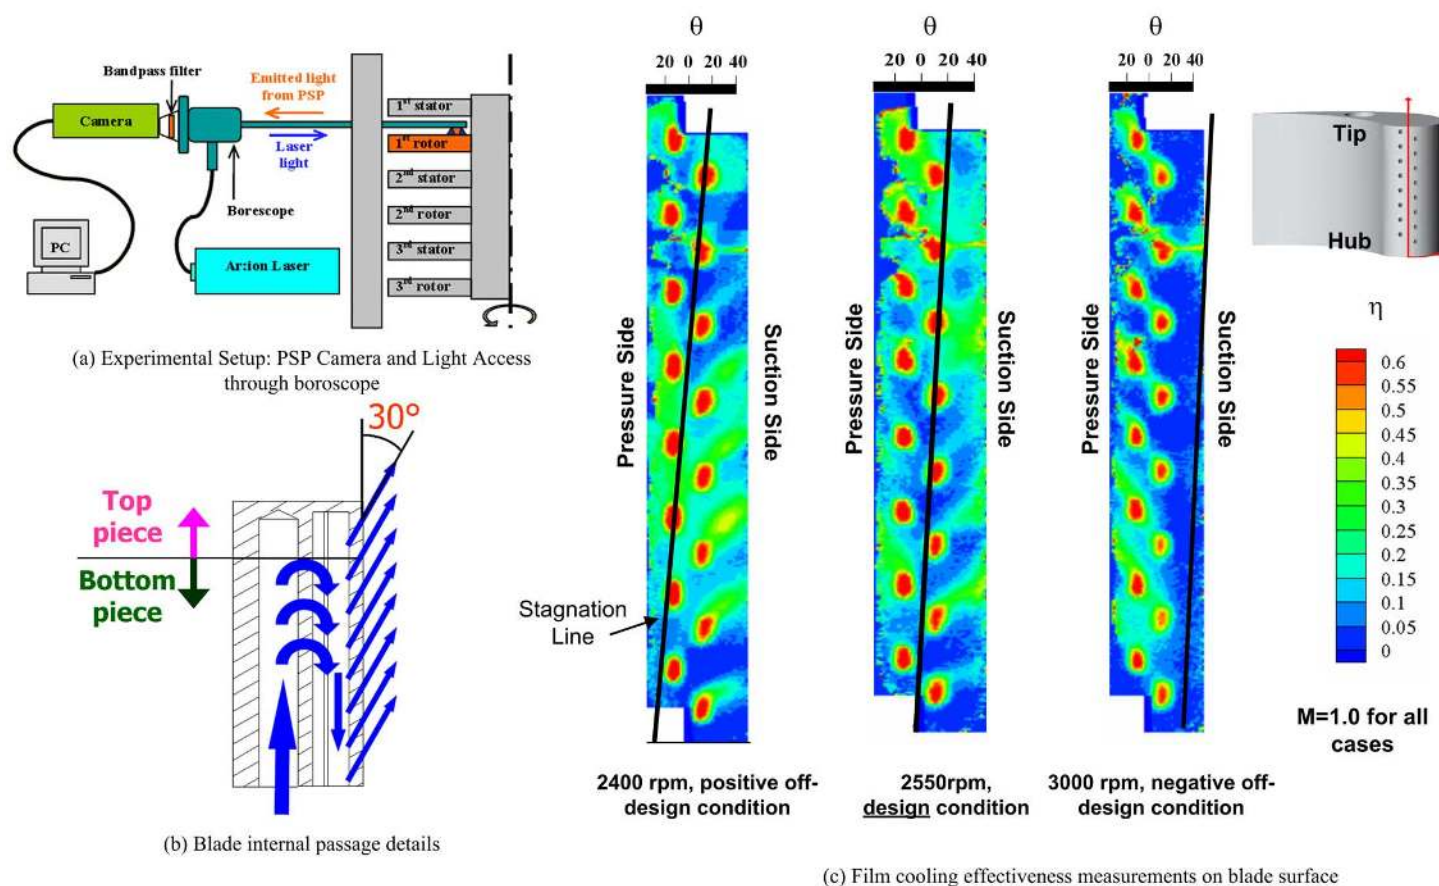 Bandpass filter
Emitted light
from PSP
Camera
Laser
light
1st stator
1st rotor
2nd stator
2nd rotor
3rd stator
3rd rotor
Borescope
PC
Ar:ion Laser
(a) Experimental Setup: PSP Camera and Light Access
through boroscope
30°
Top
piece
Bottom
piece
(b) Blade internal passage details
θ
20 0 20 40
Pressure Side
Suction Side
Stagnation
Line
2400 rpm, positive off-
design condition
θ
20 0 20 40
Pressure Side
Suction Side
2550rpm,
design condition
θ
20 0 20 40
Pressure Side
Suction Side
3000 rpm, negative off-
design condition
Tip
Hub
η
0.6
0.55
0.5
0.45
0.4
0.35
0.3
0.25
0.2
0.15
0.1
0.05
0
M=1.0 for all
cases
(c) Film cooling effectiveness measurements on blade surface